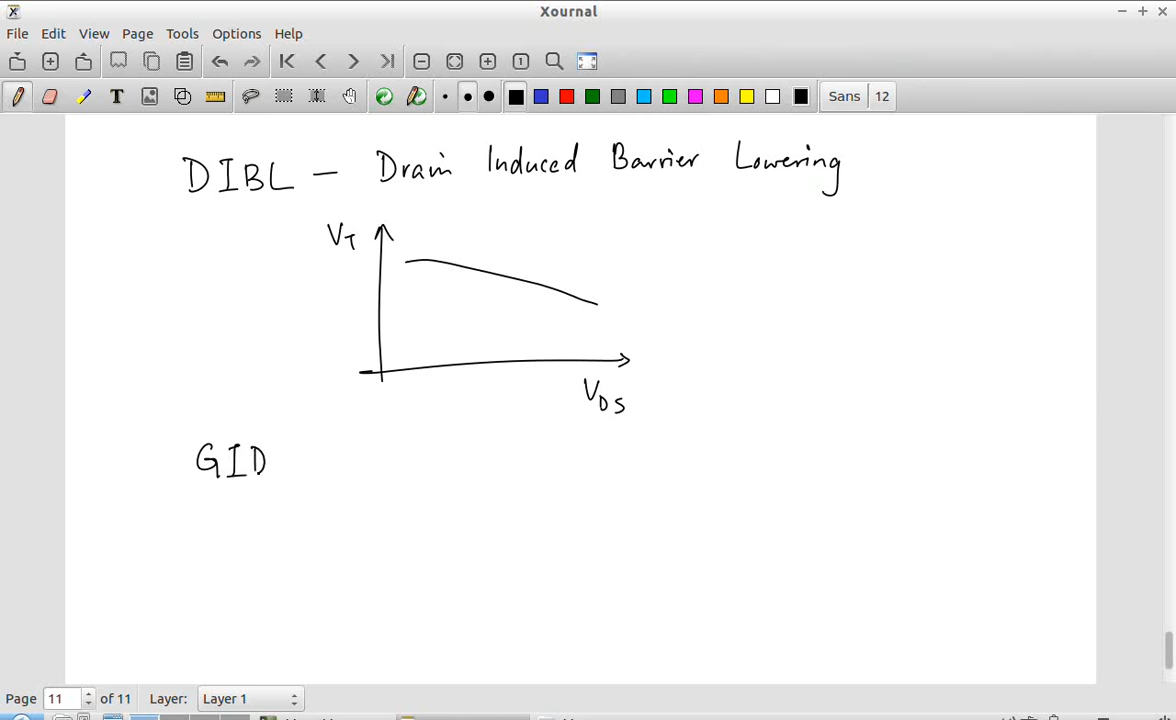 Xournal
File Edit View Page Tools Options Help
Sans 12
DIBL – Drain Induced Barrier Lowering
VT
VDS
GID
Page 11 of 11 Layer: Layer 1